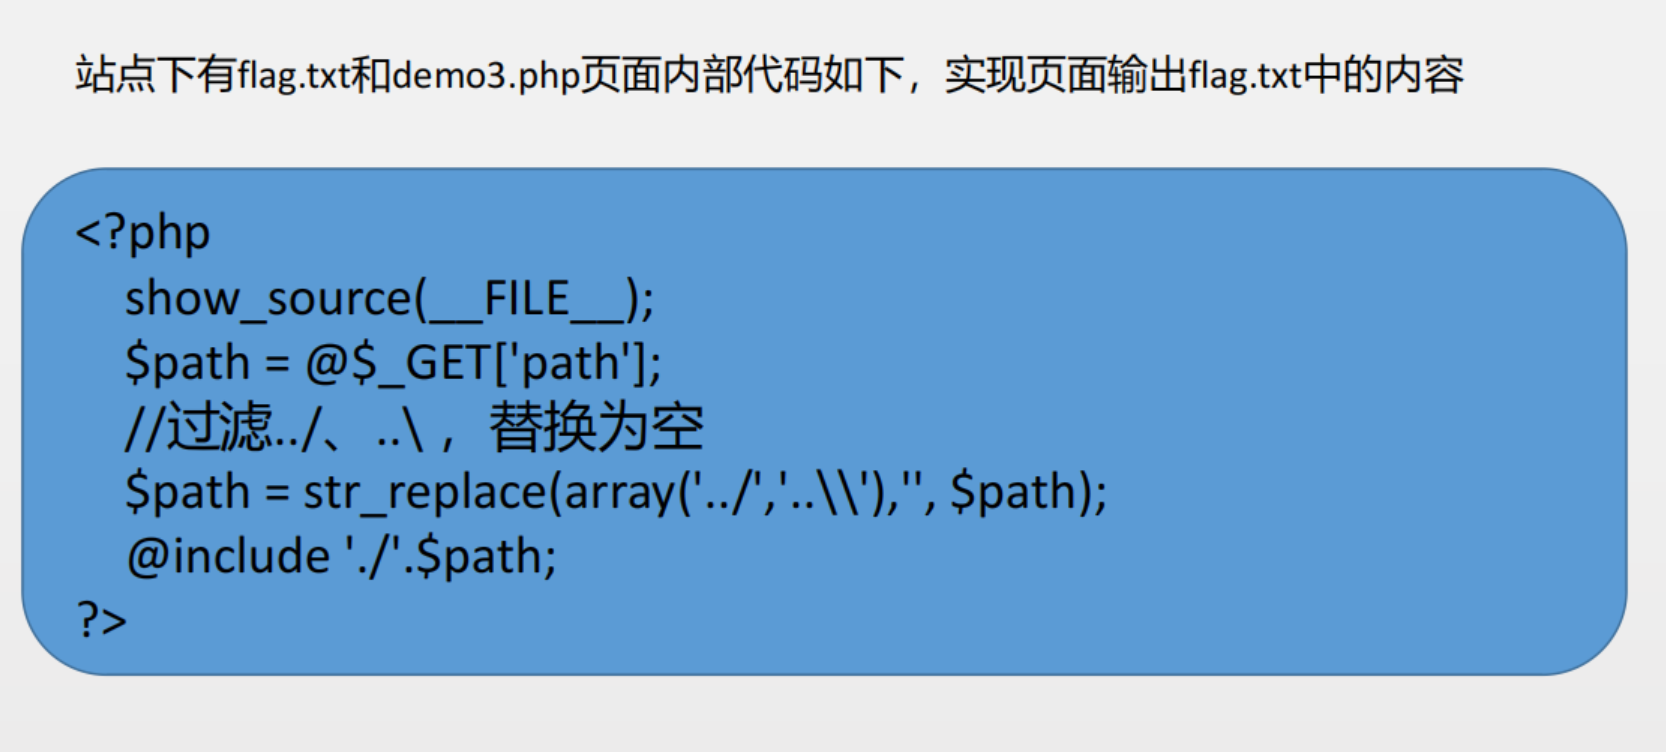 站点下有flag.txt和demo3.php页面内部代码如下，实现页面输出flag.txt中的内容
<?php
show_source(__FILE__);
$path = @$_GET['path'];
//过滤../、..\ ，替换为空
$path = str_replace(array('../','..\\'),'', $path);
@include './'.$path;
?>